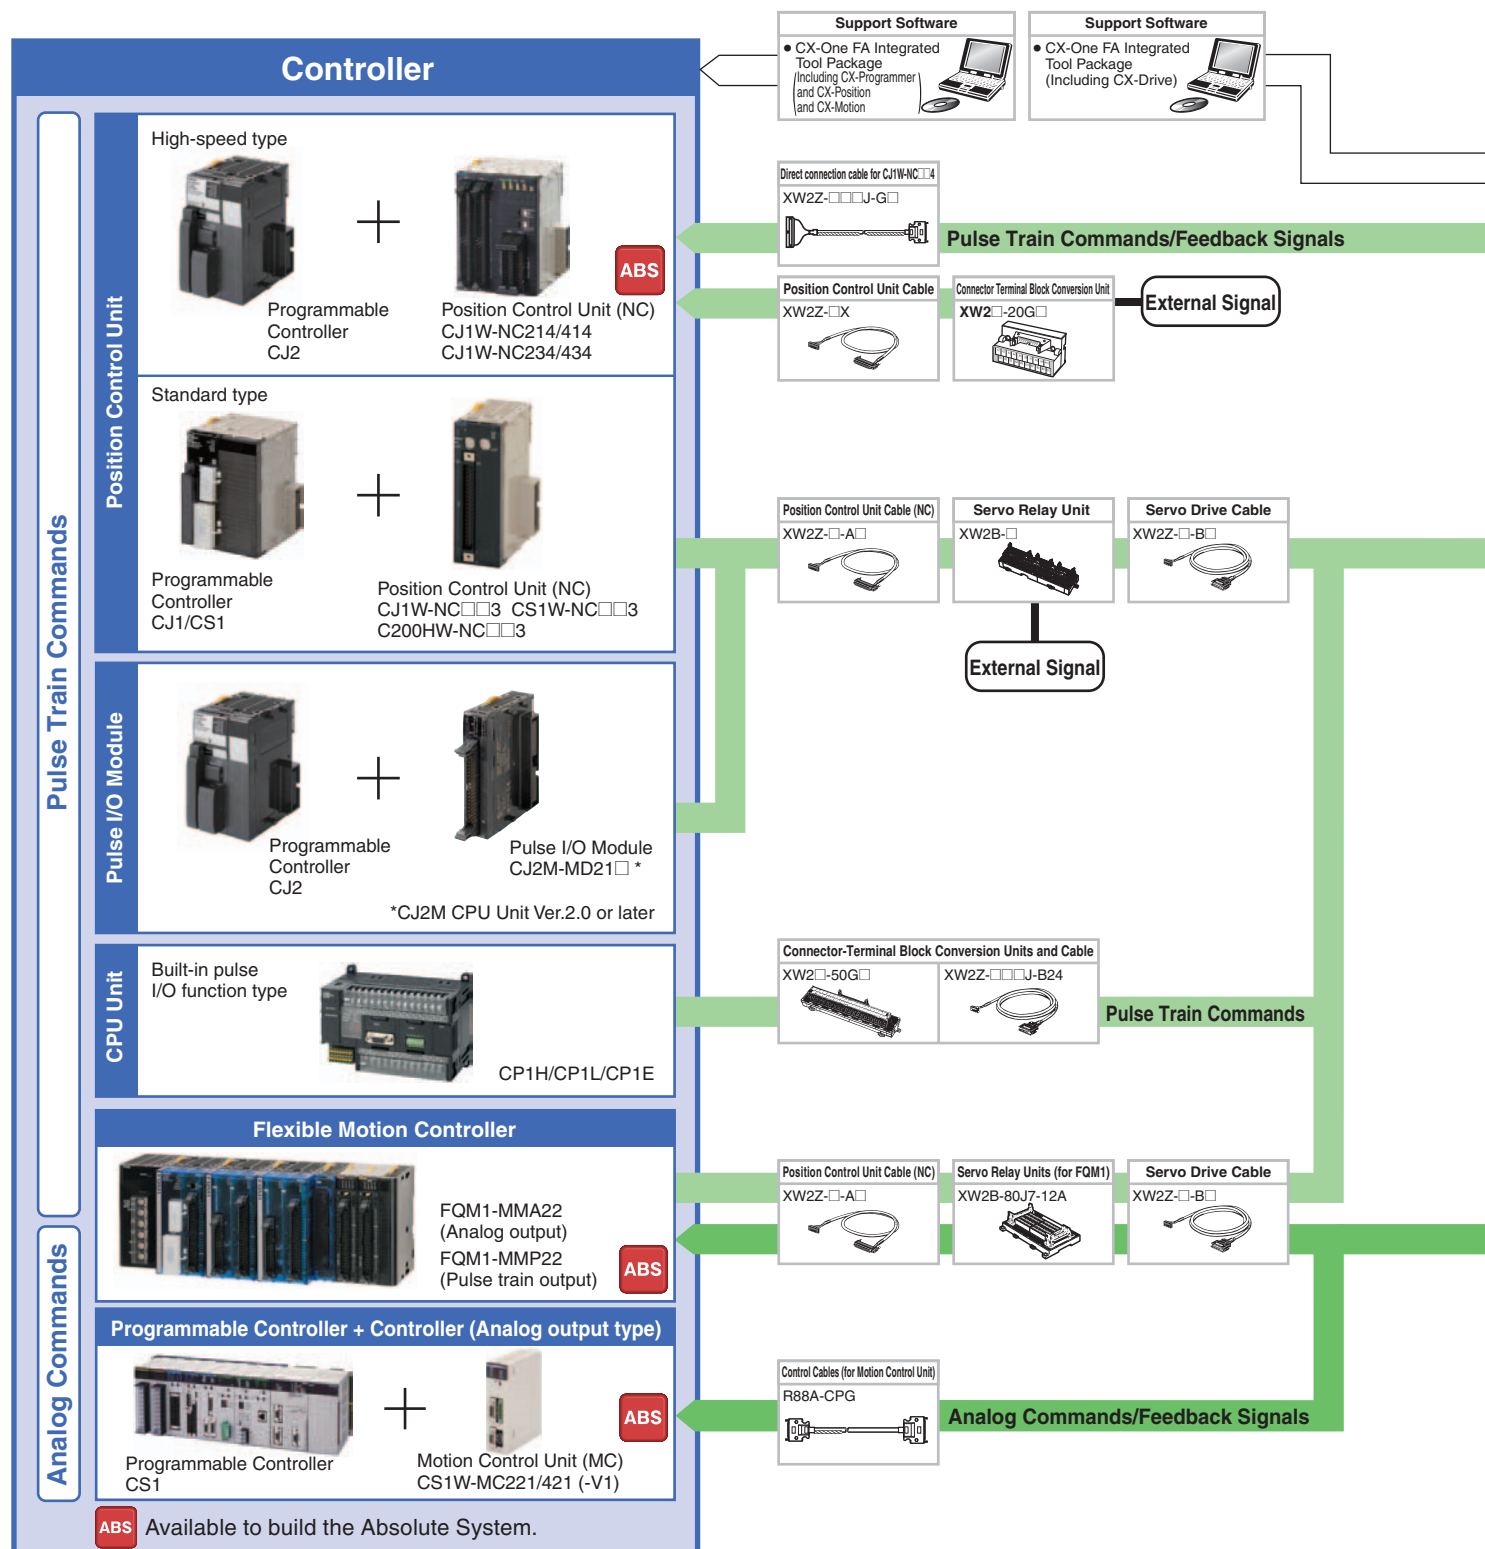 Support Software
● CX-One FA Integrated
Tool Package
(Including CX-Programmer
and CX-Position
and CX-Motion)
Support Software
● CX-One FA Integrated
Tool Package
(Including CX-Drive)
Controller
Pulse Train Commands
Position Control Unit
High-speed type
Programmable
Controller
CJ2
Position Control Unit (NC)
CJ1W-NC214/414
CJ1W-NC234/434
ABS
Direct connection cable for CJ1W-NC□□4
XW2Z-□□□J-G□
Pulse Train Commands/Feedback Signals
Position Control Unit Cable
XW2Z-□X
Connector Terminal Block Conversion Unit
XW2□-20G□
External Signal
Standard type
Programmable
Controller
CJ1/CS1
Position Control Unit (NC)
CJ1W-NC□□3 CS1W-NC□□3
C200HW-NC□□3
Position Control Unit Cable (NC)
XW2Z-□-A□
Servo Relay Unit
XW2B-□
Servo Drive Cable
XW2Z-□-B□
External Signal
Pulse I/O Module
Programmable
Controller
CJ2
Pulse I/O Module
CJ2M-MD21□ *
*CJ2M CPU Unit Ver.2.0 or later
CPU Unit
Built-in pulse
I/O function type
CP1H/CP1L/CP1E
Connector-Terminal Block Conversion Units and Cable
XW2□-50G□
XW2Z-□□□J-B24
Pulse Train Commands
Flexible Motion Controller
FQM1-MMA22
(Analog output)
FQM1-MMP22
(Pulse train output)
ABS
Position Control Unit Cable (NC)
XW2Z-□-A□
Servo Relay Units (for FQM1)
XW2B-80J7-12A
Servo Drive Cable
XW2Z-□-B□
Analog Commands
Programmable Controller + Controller (Analog output type)
Programmable Controller
CS1
Motion Control Unit (MC)
CS1W-MC221/421 (-V1)
ABS
Control Cables (for Motion Control Unit)
R88A-CPG
Analog Commands/Feedback Signals
ABS Available to build the Absolute System.